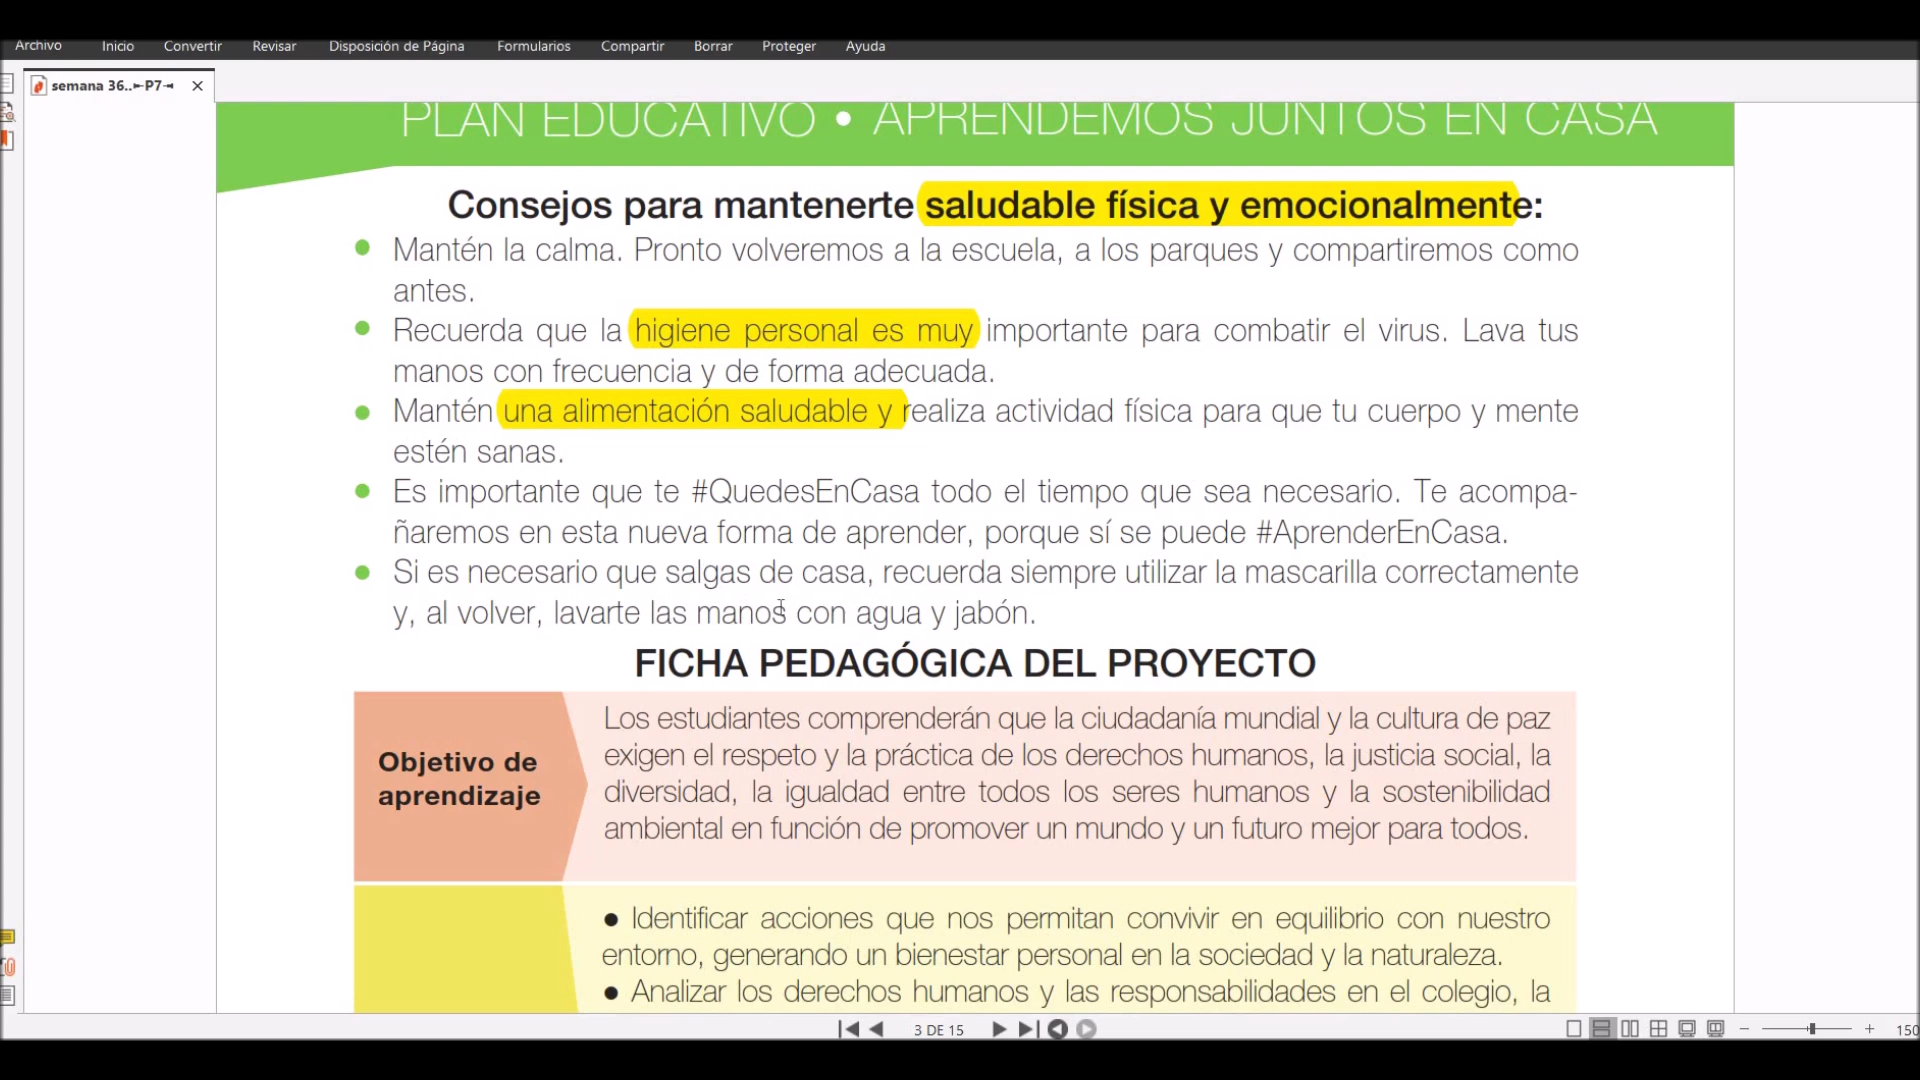 Archivo Inicio Convertir Revisar Disposición de Página Formularios Compartir Borrar Proteger Ayuda
semana 36..►P7◄ ×
PLAN EDUCATIVO • APRENDEMOS JUNTOS EN CASA
Consejos para mantenerte saludable física y emocionalmente:
● Mantén la calma. Pronto volveremos a la escuela, a los parques y compartiremos como
antes.
● Recuerda que la higiene personal es muy importante para combatir el virus. Lava tus
manos con frecuencia y de forma adecuada.
● Mantén una alimentación saludable y realiza actividad física para que tu cuerpo y mente
estén sanas.
● Es importante que te #QuedesEnCasa todo el tiempo que sea necesario. Te acompa-
ñaremos en esta nueva forma de aprender, porque sí se puede #AprenderEnCasa.
● Si es necesario que salgas de casa, recuerda siempre utilizar la mascarilla correctamente
y, al volver, lavarte las manos con agua y jabón.
FICHA PEDAGÓGICA DEL PROYECTO
Objetivo de
aprendizaje
Los estudiantes comprenderán que la ciudadanía mundial y la cultura de paz
exigen el respeto y la práctica de los derechos humanos, la justicia social, la
diversidad, la igualdad entre todos los seres humanos y la sostenibilidad
ambiental en función de promover un mundo y un futuro mejor para todos.
● Identificar acciones que nos permitan convivir en equilibrio con nuestro
entorno, generando un bienestar personal en la sociedad y la naturaleza.
● Analizar los derechos humanos y las responsabilidades en el colegio, la
3 DE 15
150